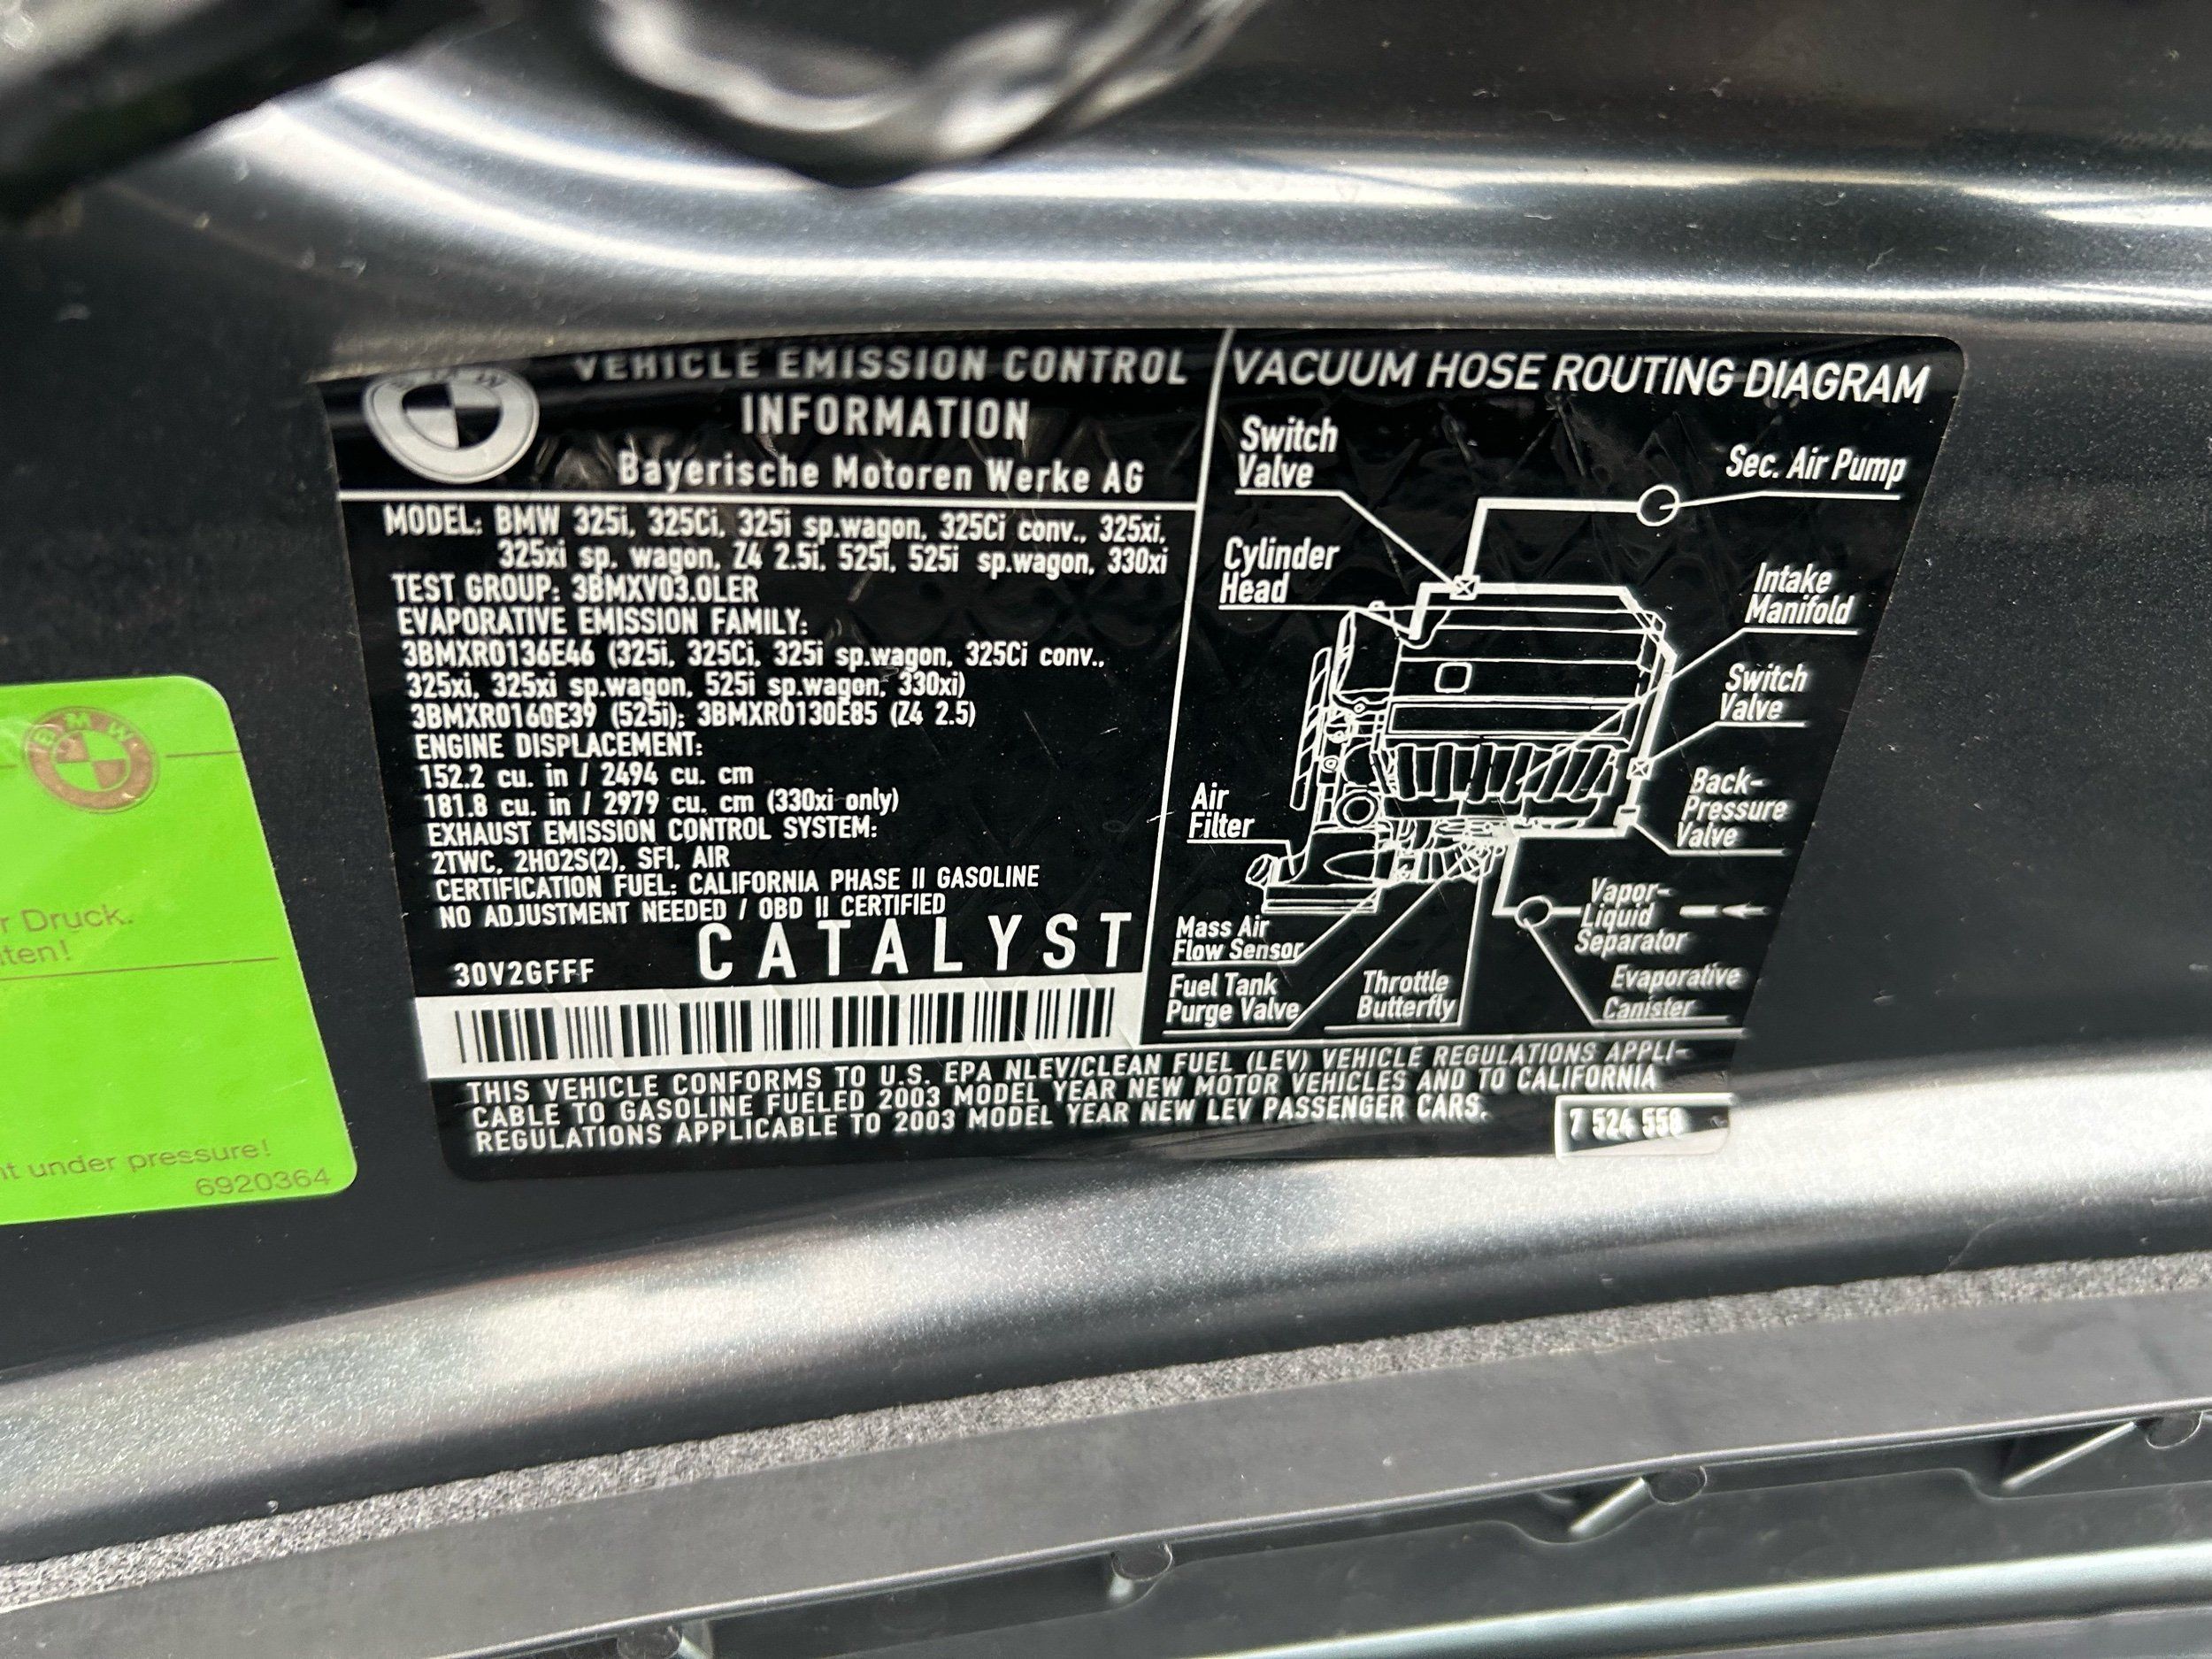 VEHICLE EMISSION CONTROL
INFORMATION
Bayerische Motoren Werke AG
MODEL: BMW 325i, 325Ci, 325i sp.wagon, 325Ci conv., 325xi,
325xi sp. wagon, Z4 2.5i, 525i, 525i sp.wagon, 330xi
TEST GROUP: 3BMXV03.0LER
EVAPORATIVE EMISSION FAMILY:
3BMXR0136E46 (325i, 325Ci, 325i sp.wagon, 325Ci conv.,
325xi, 325xi sp.wagon, 525i sp.wagon, 330xi)
3BMXR0160E39 (525i); 3BMXR0130E85 (Z4 2.5)
ENGINE DISPLACEMENT:
152.2 cu. in / 2494 cu. cm
181.8 cu. in / 2979 cu. cm (330xi only)
EXHAUST EMISSION CONTROL SYSTEM:
2TWC, 2HO2S(2), SFI, AIR
CERTIFICATION FUEL: CALIFORNIA PHASE II GASOLINE
NO ADJUSTMENT NEEDED / OBD II CERTIFIED
CATALYST
30V2GFFF
VACUUM HOSE ROUTING DIAGRAM
Switch
Valve
Sec. Air Pump
Cylinder
Head
Intake
Manifold
Switch
Valve
Air
Filter
Back-
Pressure
Valve
Vapor-
Liquid
Separator
Mass Air
Flow Sensor
Fuel Tank
Purge Valve
Throttle
Butterfly
Evaporative
Canister
THIS VEHICLE CONFORMS TO U.S. EPA NLEV/CLEAN FUEL (LEV) VEHICLE REGULATIONS APPLI-
CABLE TO GASOLINE FUELED 2003 MODEL YEAR NEW MOTOR VEHICLES AND TO CALIFORNIA
REGULATIONS APPLICABLE TO 2003 MODEL YEAR NEW LEV PASSENGER CARS.
7 524 558
BMW
r Druck.
ten!
nt under pressure!
6920364